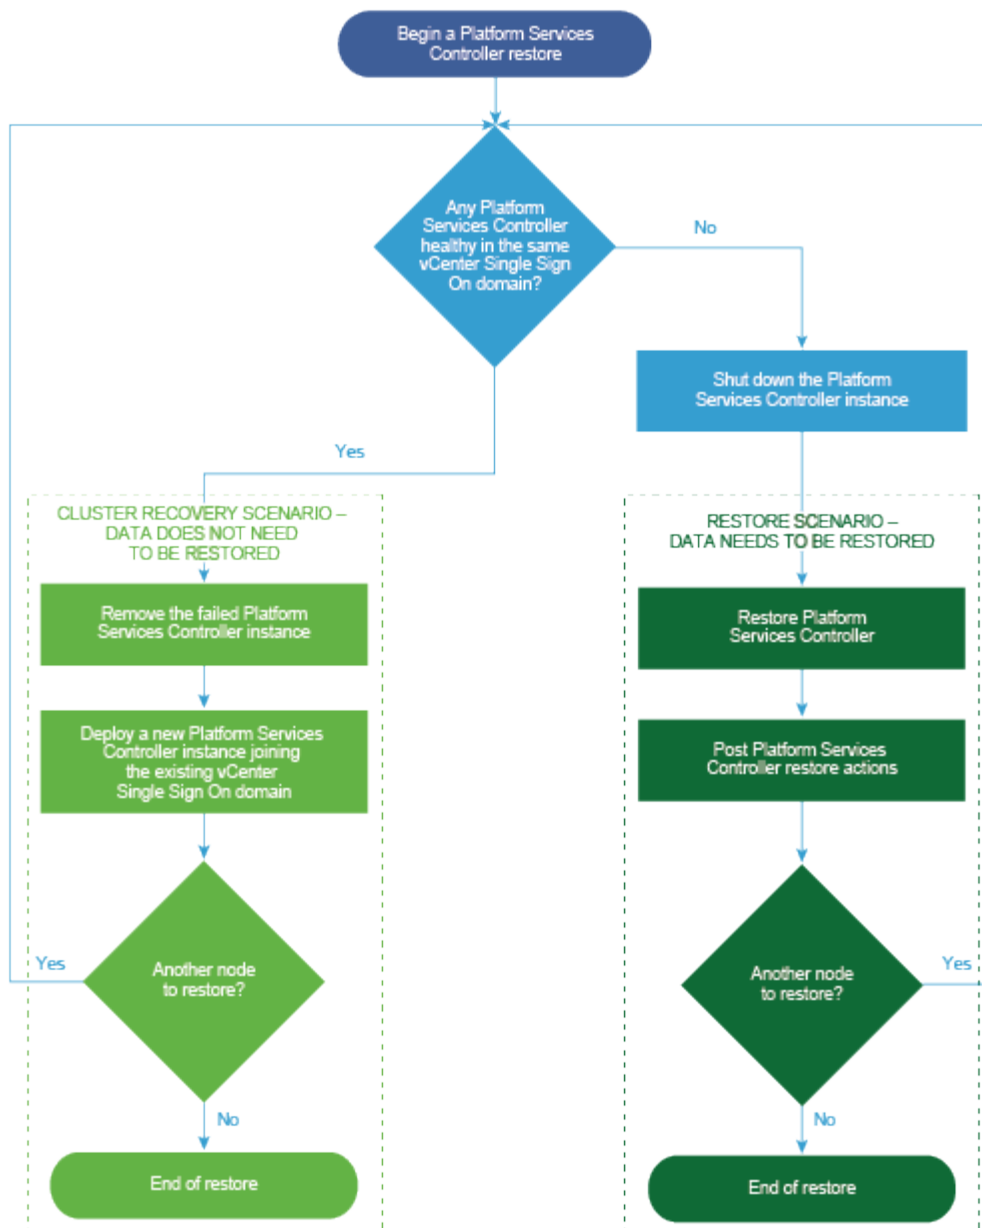 Begin a Platform Services
Controller restore
Any Platform
Services Controller
healthy in the same
vCenter Single Sign
On domain?
No
Shut down the Platform
Services Controller instance
Yes
CLUSTER RECOVERY SCENARIO –
DATA DOES NOT NEED
TO BE RESTORED
Remove the failed Platform
Services Controller instance
Deploy a new Platform Services
Controller instance joining
the existing vCenter
Single Sign On domain
Another node
to restore?
Yes
No
End of restore
RESTORE SCENARIO –
DATA NEEDS TO BE RESTORED
Restore Platform
Services Controller
Post Platform Services
Controller restore actions
Another node
to restore?
Yes
No
End of restore